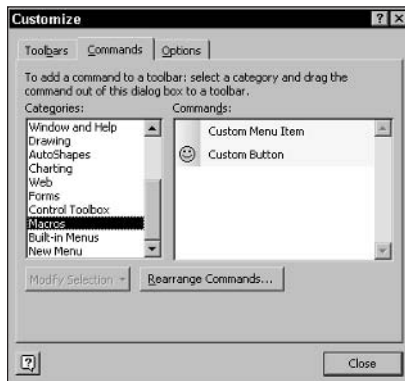 Customize
Toolbars Commands Options
To add a command to a toolbar: select a category and drag the
command out of this dialog box to a toolbar.
Categories: Commands:
Window and Help
Drawing
AutoShapes
Charting
Web
Forms
Control Toolbox
Macros
Built-in Menus
New Menu
Custom Menu Item
Custom Button
Modify Selection Rearrange Commands...
Close